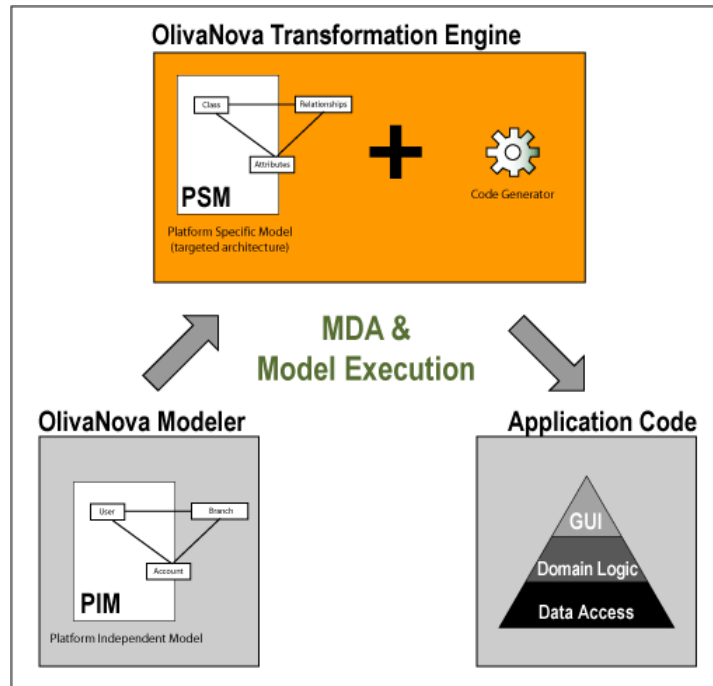 OlivaNova Transformation Engine
Class
Relationships
Attributes
PSM
Code Generator
Platform Specific Model
(targeted architecture)
MDA &
Model Execution
OlivaNova Modeler
User
Branch
Account
PIM
Platform Independent Model
Application Code
GUI
Domain Logic
Data Access